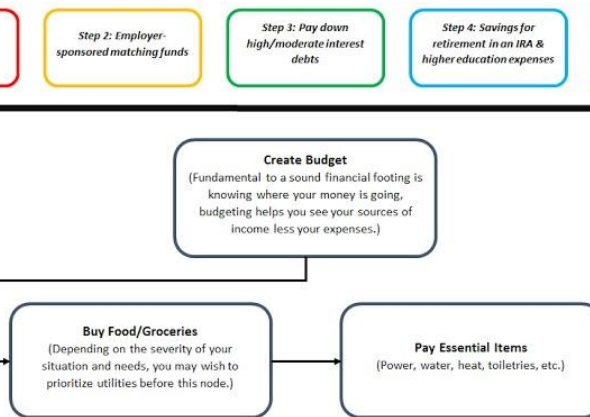 Step 2: Employer-
sponsored matching funds
Step 3: Pay down
high/moderate interest
debts
Step 4: Savings for
retirement in an IRA &
higher education expenses
Create Budget
(Fundamental to a sound financial footing is
knowing where your money is going,
budgeting helps you see your sources of
income less your expenses.)
Buy Food/Groceries
(Depending on the severity of your
situation and needs, you may wish to
prioritize utilities before this node.)
Pay Essential Items
(Power, water, heat, toiletries, etc.)